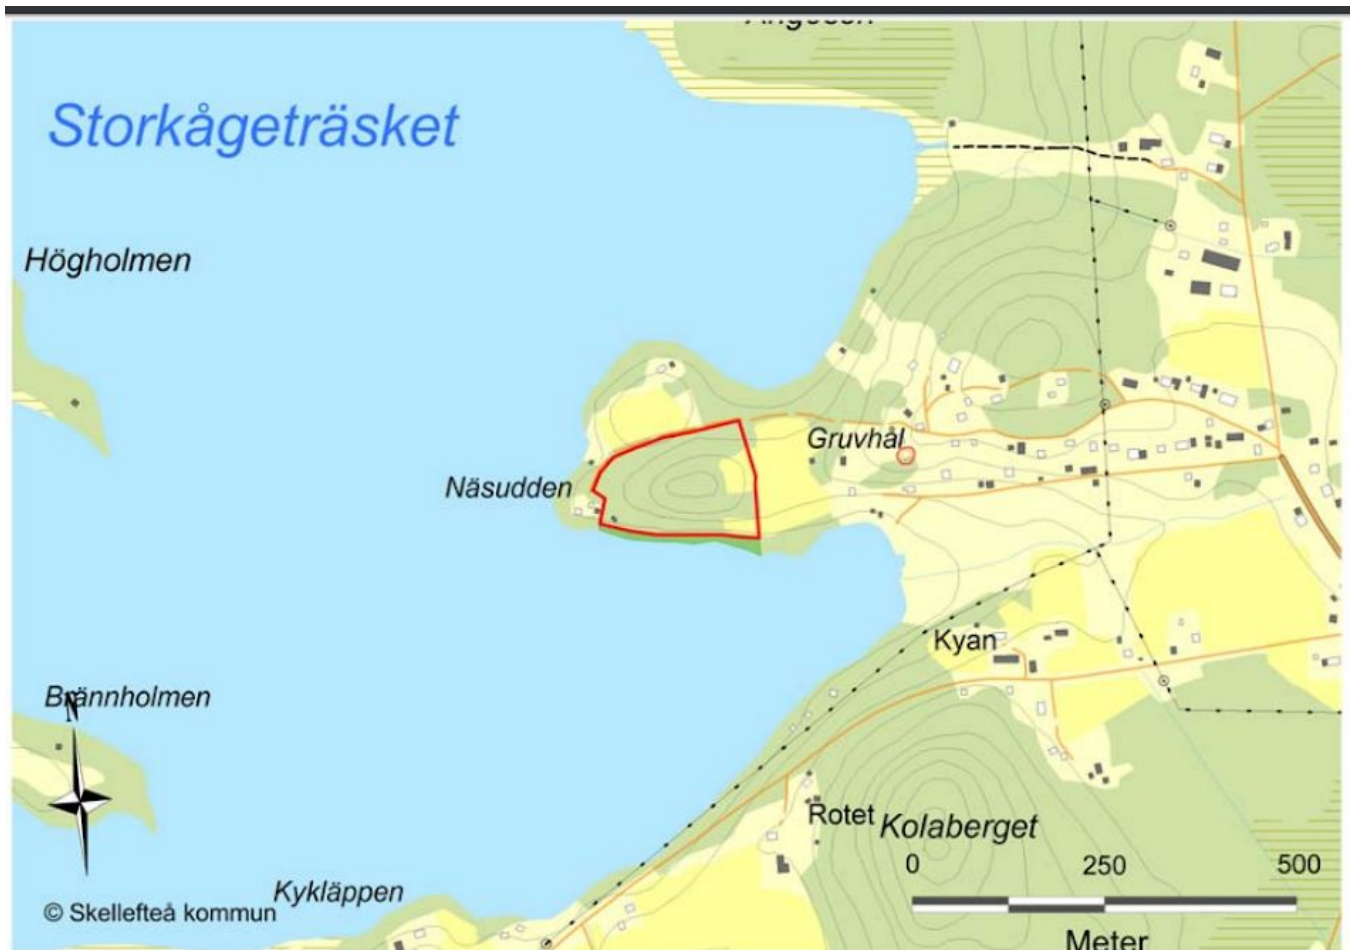 Storkågeträsket
Högholmen
Gruvhål
Näsudden
Kyan
Brännholmen
N
Rotet
Kolaberget
0 250 500
Kykläppen
© Skellefteå kommun
Meter